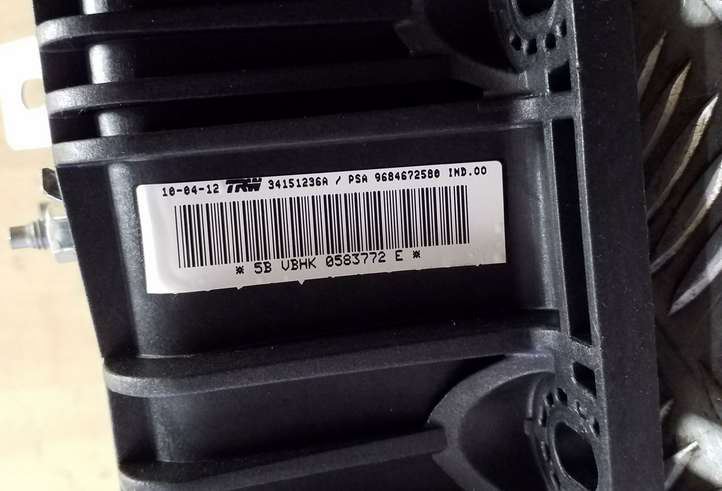 10-04-12 TRW 34151236A / PSA 9684672580 IND.00
* 5B VBHK 0583772 E *